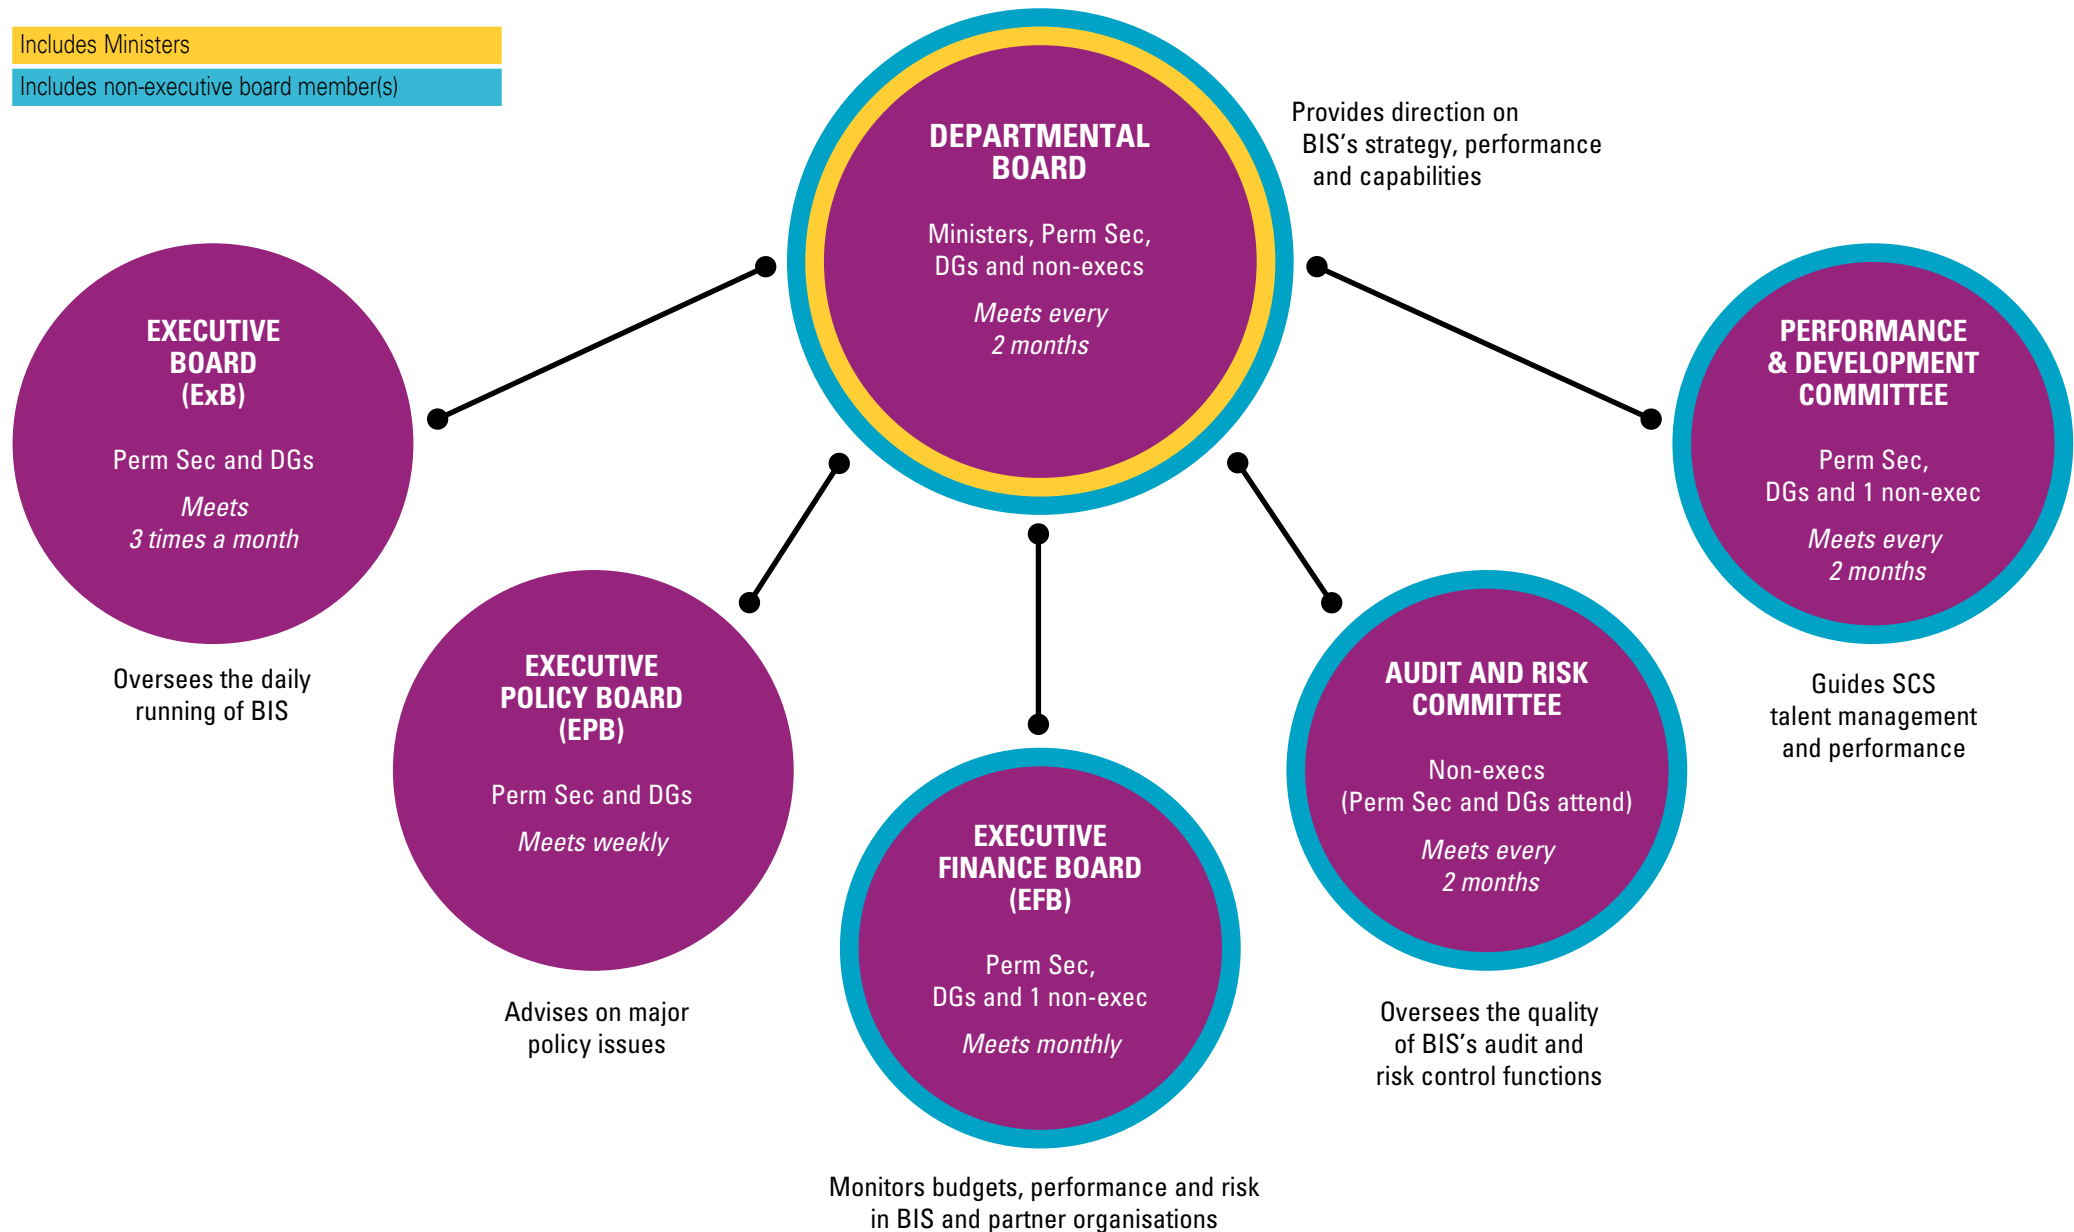 Includes Ministers
Includes non-executive board member(s)
DEPARTMENTAL
BOARD
Ministers, Perm Sec,
DGs and non-execs
Meets every
2 months
Provides direction on
BIS’s strategy, performance
and capabilities
EXECUTIVE
BOARD
(ExB)
Perm Sec and DGs
Meets
3 times a month
Oversees the daily
running of BIS
EXECUTIVE
POLICY BOARD
(EPB)
Perm Sec and DGs
Meets weekly
Advises on major
policy issues
EXECUTIVE
FINANCE BOARD
(EFB)
Perm Sec,
DGs and 1 non-exec
Meets monthly
Monitors budgets, performance and risk
in BIS and partner organisations
AUDIT AND RISK
COMMITTEE
Non-execs
(Perm Sec and DGs attend)
Meets every
2 months
Oversees the quality
of BIS’s audit and
risk control functions
PERFORMANCE
& DEVELOPMENT
COMMITTEE
Perm Sec,
DGs and 1 non-exec
Meets every
2 months
Guides SCS
talent management
and performance